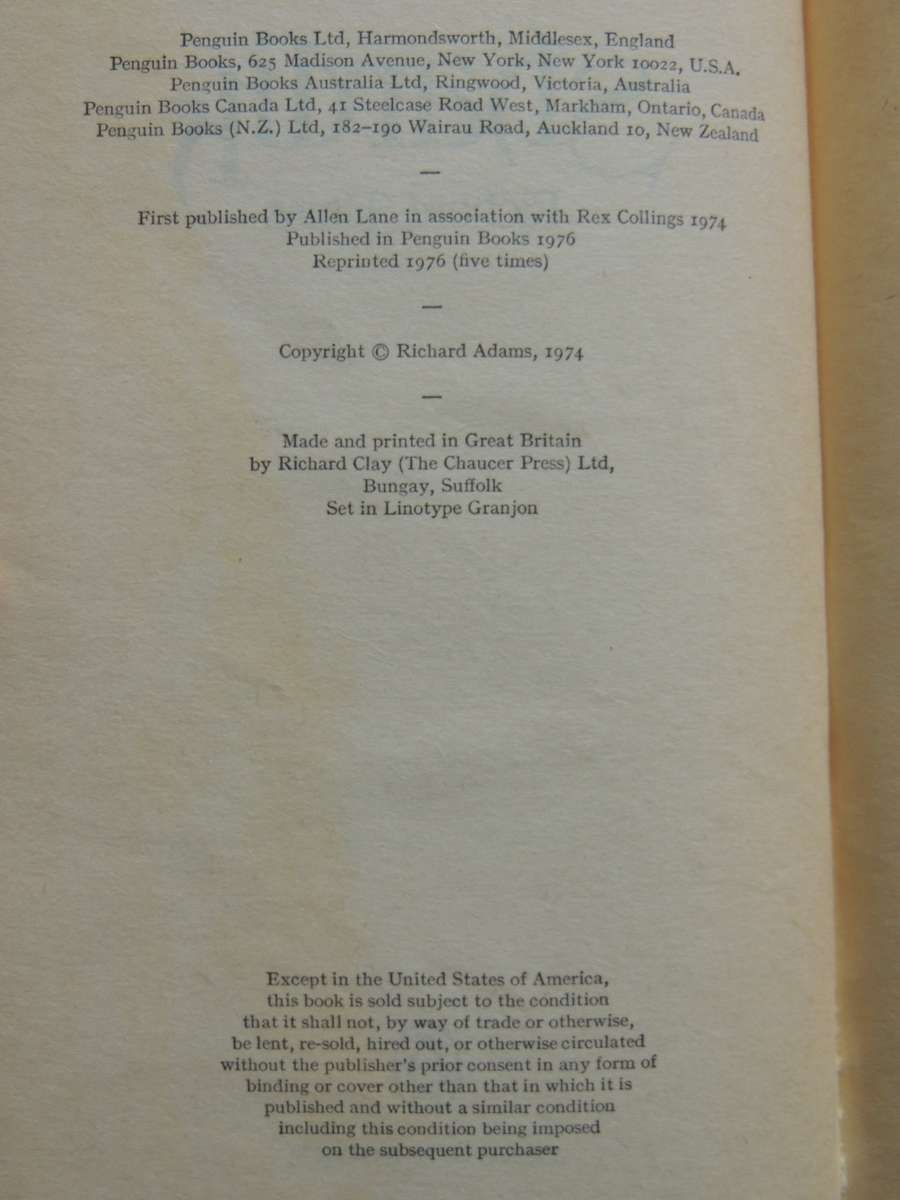 Penguin Books Ltd, Harmondsworth, Middlesex, England
Penguin Books, 625 Madison Avenue, New York, New York 10022, U.S.A.
Penguin Books Australia Ltd, Ringwood, Victoria, Australia
Penguin Books Canada Ltd, 41 Steelcase Road West, Markham, Ontario, Canada
Penguin Books (N.Z.) Ltd, 182–190 Wairau Road, Auckland 10, New Zealand
—
First published by Allen Lane in association with Rex Collings 1974
Published in Penguin Books 1976
Reprinted 1976 (five times)
—
Copyright © Richard Adams, 1974
—
Made and printed in Great Britain
by Richard Clay (The Chaucer Press) Ltd,
Bungay, Suffolk
Set in Linotype Granjon
Except in the United States of America,
this book is sold subject to the condition
that it shall not, by way of trade or otherwise,
be lent, re-sold, hired out, or otherwise circulated
without the publisher's prior consent in any form of
binding or cover other than that in which it is
published and without a similar condition
including this condition being imposed
on the subsequent purchaser